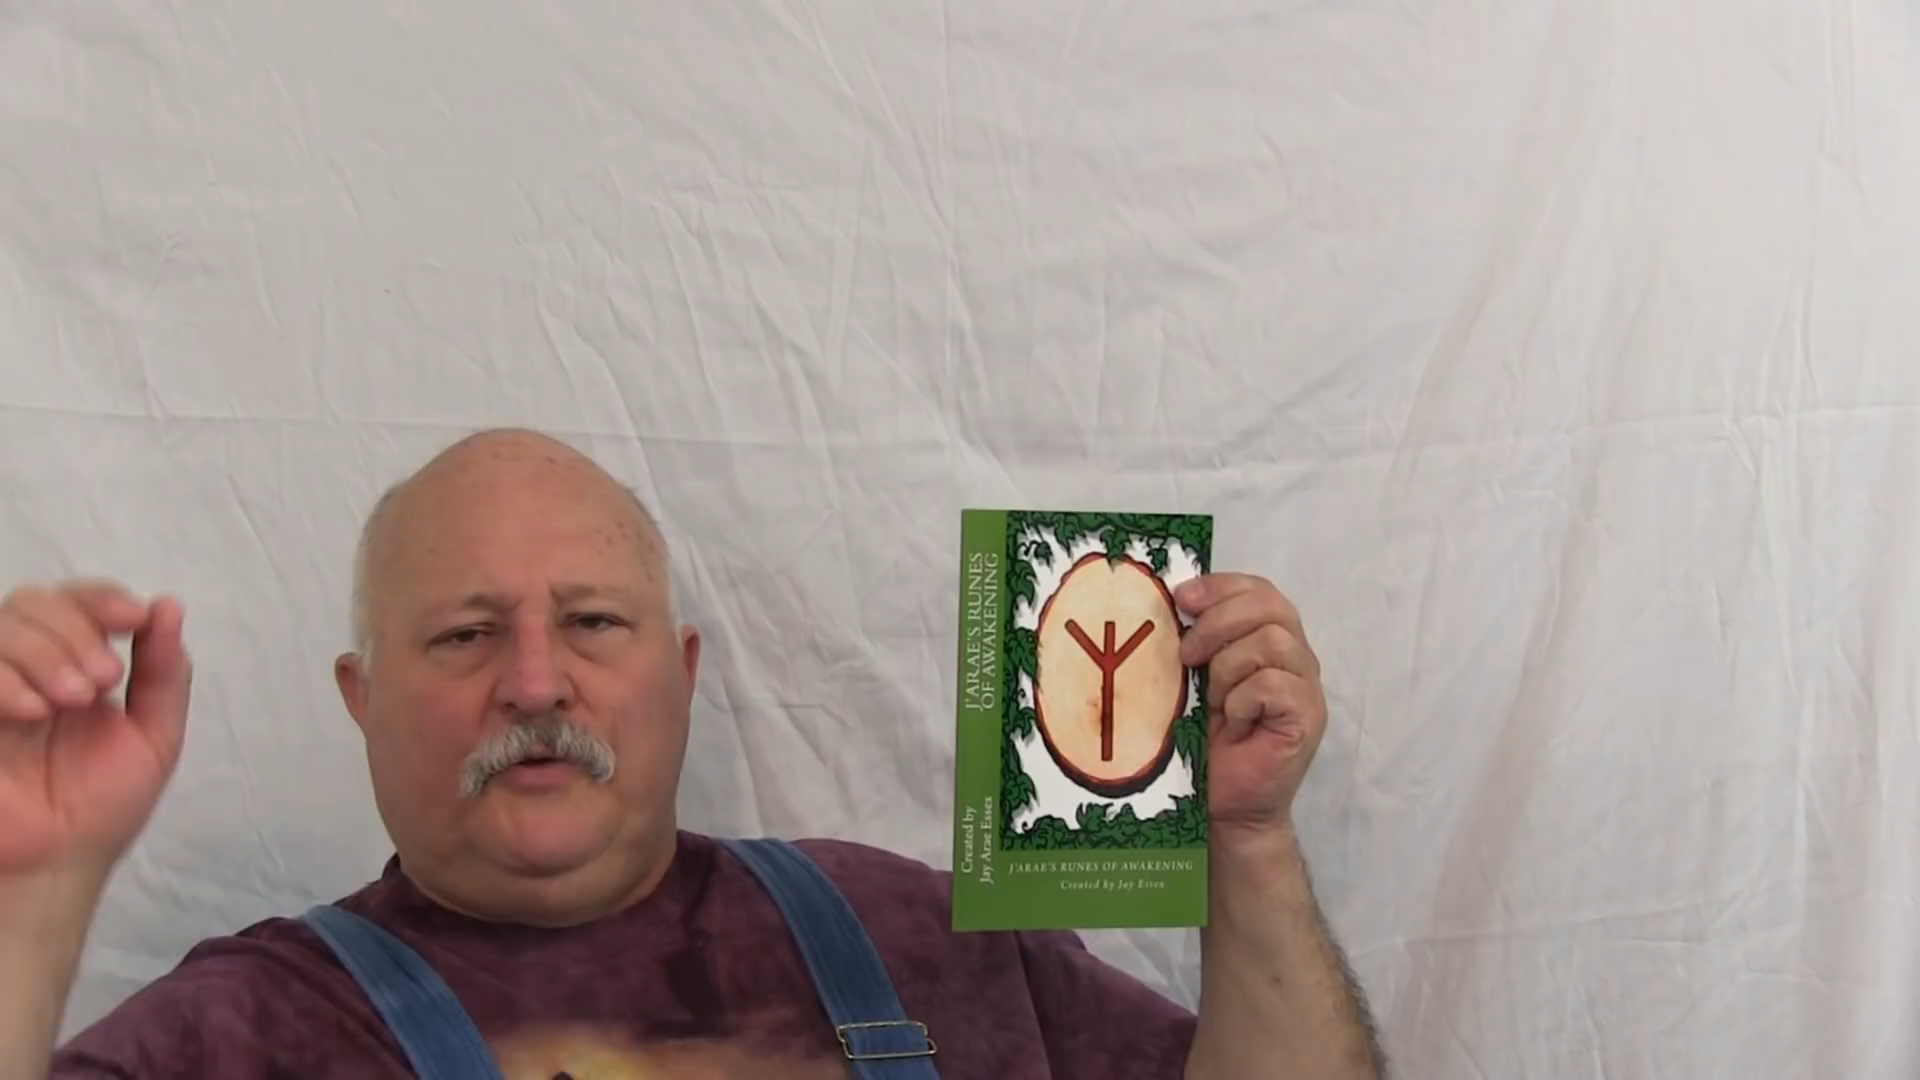 J'ARAE'S RUNES
OF AWAKENING
Created by
Jay Arae Essex
J'ARAE'S RUNES OF AWAKENING
Created by Jay Essex